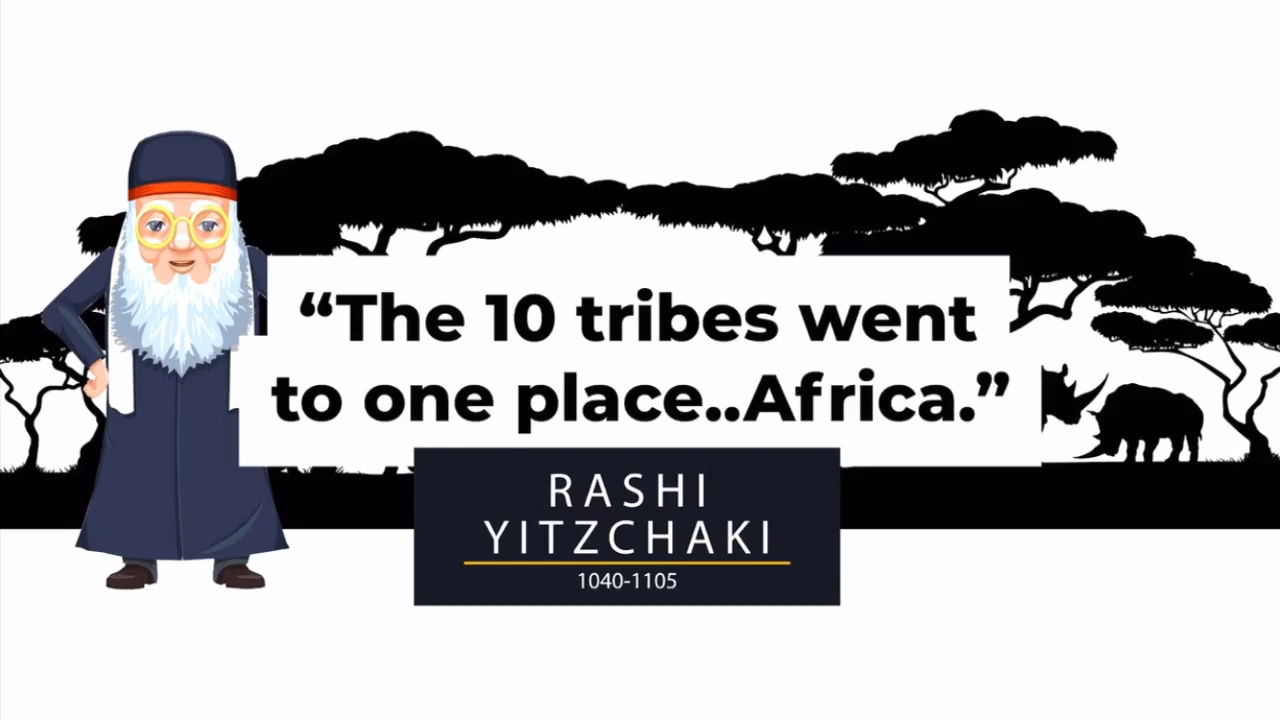 “The 10 tribes went
to one place..Africa.”
RASHI
YITZCHAKI
1040-1105